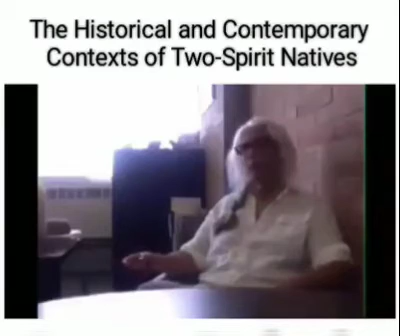 The Historical and Contemporary
Contexts of Two-Spirit Natives